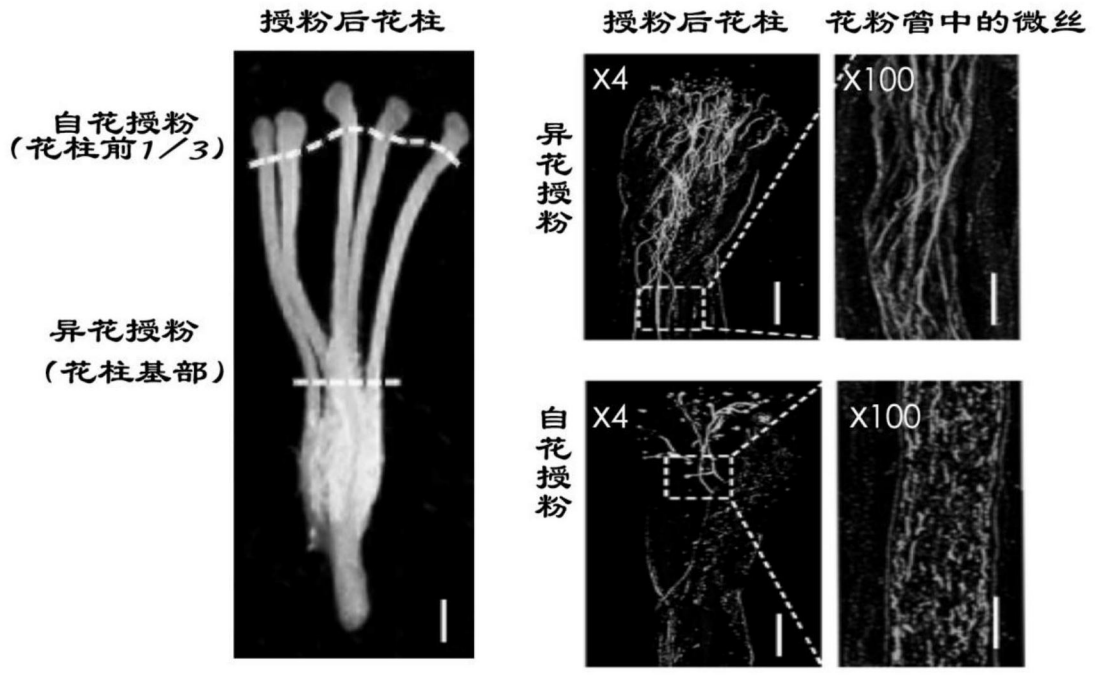 授粉后花柱
自花授粉
(花柱前1/3)
异花授粉
(花柱基部)
授粉后花柱
花粉管中的微丝
异花授粉
X4
X100
自花授粉
X4
X100